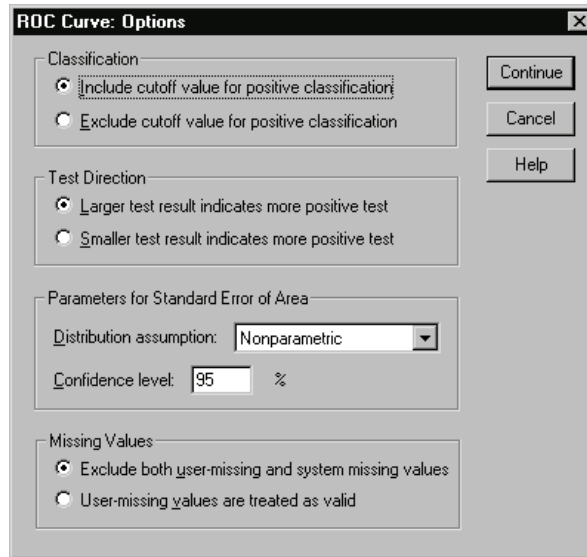 ROC Curve: Options
Classification
Include cutoff value for positive classification
Exclude cutoff value for positive classification
Test Direction
Larger test result indicates more positive test
Smaller test result indicates more positive test
Parameters for Standard Error of Area
Distribution assumption: Nonparametric
Confidence level: 95 %
Missing Values
Exclude both user-missing and system missing values
User-missing values are treated as valid
Continue
Cancel
Help